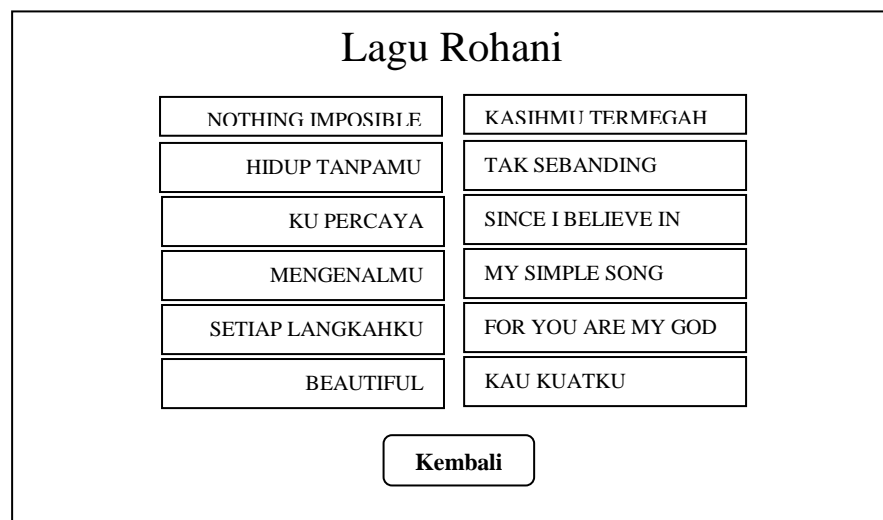 Lagu Rohani
NOTHING IMPOSIBLE
KASIHMU TERMEGAH
HIDUP TANPAMU
TAK SEBANDING
KU PERCAYA
SINCE I BELIEVE IN
MENGENALMU
MY SIMPLE SONG
SETIAP LANGKAHKU
FOR YOU ARE MY GOD
BEAUTIFUL
KAU KUATKU
Kembali